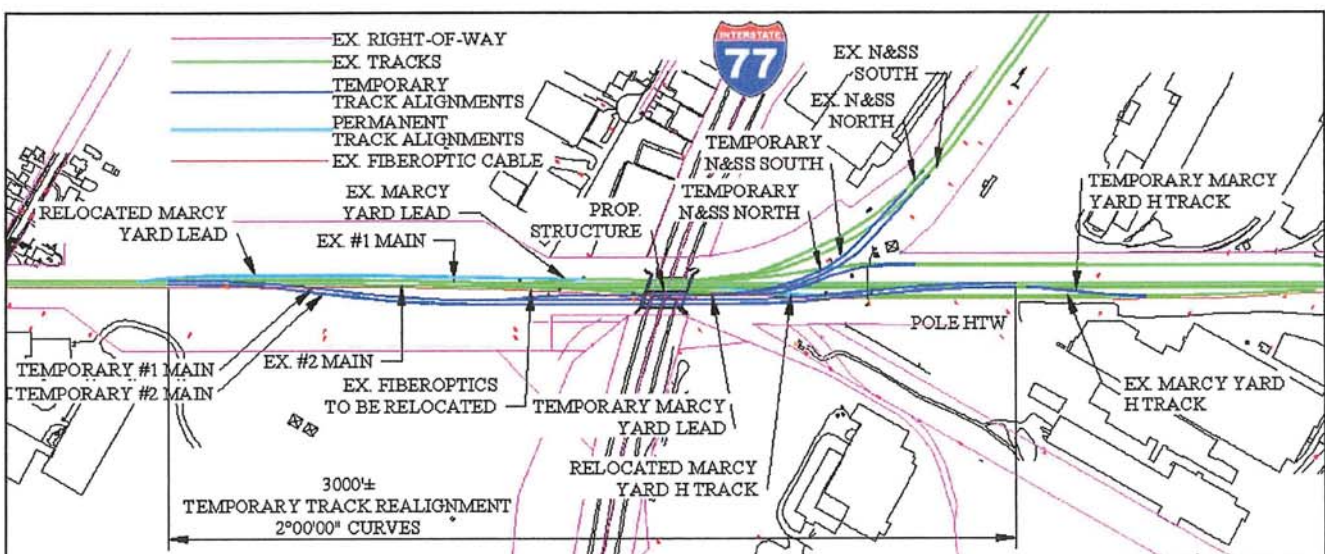 EX. RIGHT-OF-WAY
EX. TRACKS
TEMPORARY
TRACK ALIGNMENTS
PERMANENT
TRACK ALIGNMENTS
EX. FIBEROPTIC CABLE
INTERSTATE
77
EX. N&SS
SOUTH
EX. N&SS
NORTH
TEMPORARY
N&SS SOUTH
TEMPORARY
N&SS NORTH
TEMPORARY MARCY
YARD H TRACK
EX. MARCY
YARD LEAD
PROP.
STRUCTURE
RELOCATED MARCY
YARD LEAD
EX. #1 MAIN
POLE HTW
TEMPORARY #1 MAIN
TEMPORARY #2 MAIN
EX. #2 MAIN
EX. FIBEROPTICS
TO BE RELOCATED
TEMPORARY MARCY
YARD LEAD
EX. MARCY YARD
H TRACK
RELOCATED MARCY
YARD H TRACK
3000'±
TEMPORARY TRACK REALIGNMENT
2°00'00" CURVES